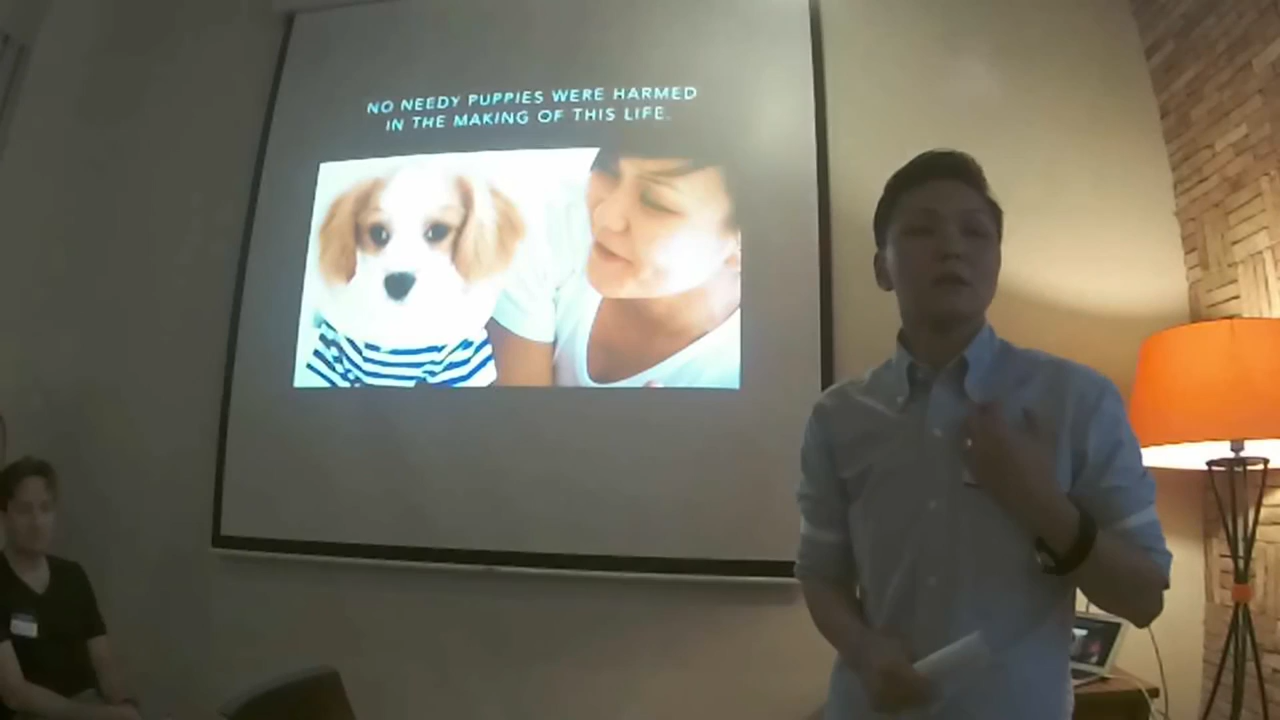 NO NEEDY PUPPIES WERE HARMED
IN THE MAKING OF THIS LIFE.